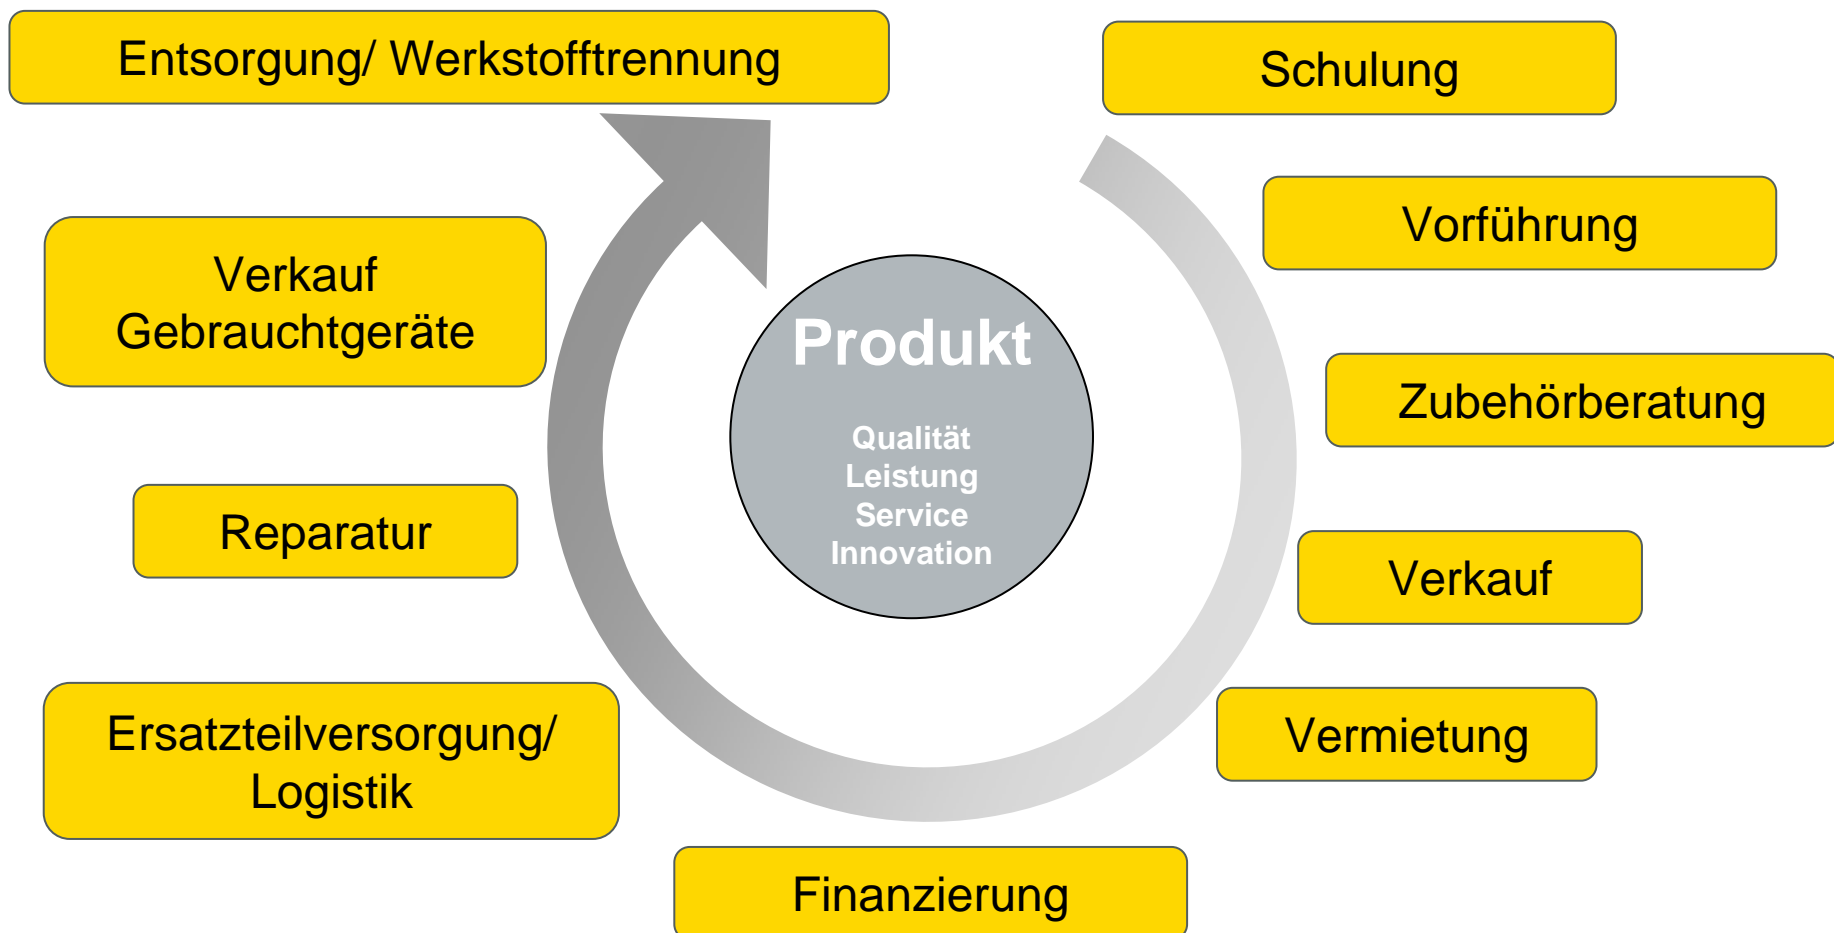 Entsorgung/ Werkstofftrennung
Schulung
Vorführung
Verkauf
Gebrauchtgeräte
Produkt
Zubehörberatung
Qualität
Leistung
Service
Innovation
Reparatur
Verkauf
Ersatzteilversorgung/
Logistik
Vermietung
Finanzierung